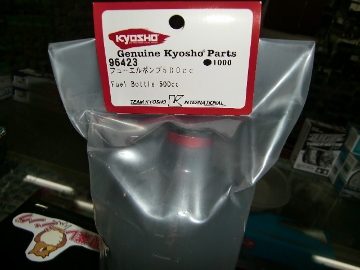 KYOSHO
Genuine Kyosho Parts
96423
1000
フューエルポンプ500cc
Fuel Bottle 500cc
TEAM KYOSHO K INTERNATIONAL